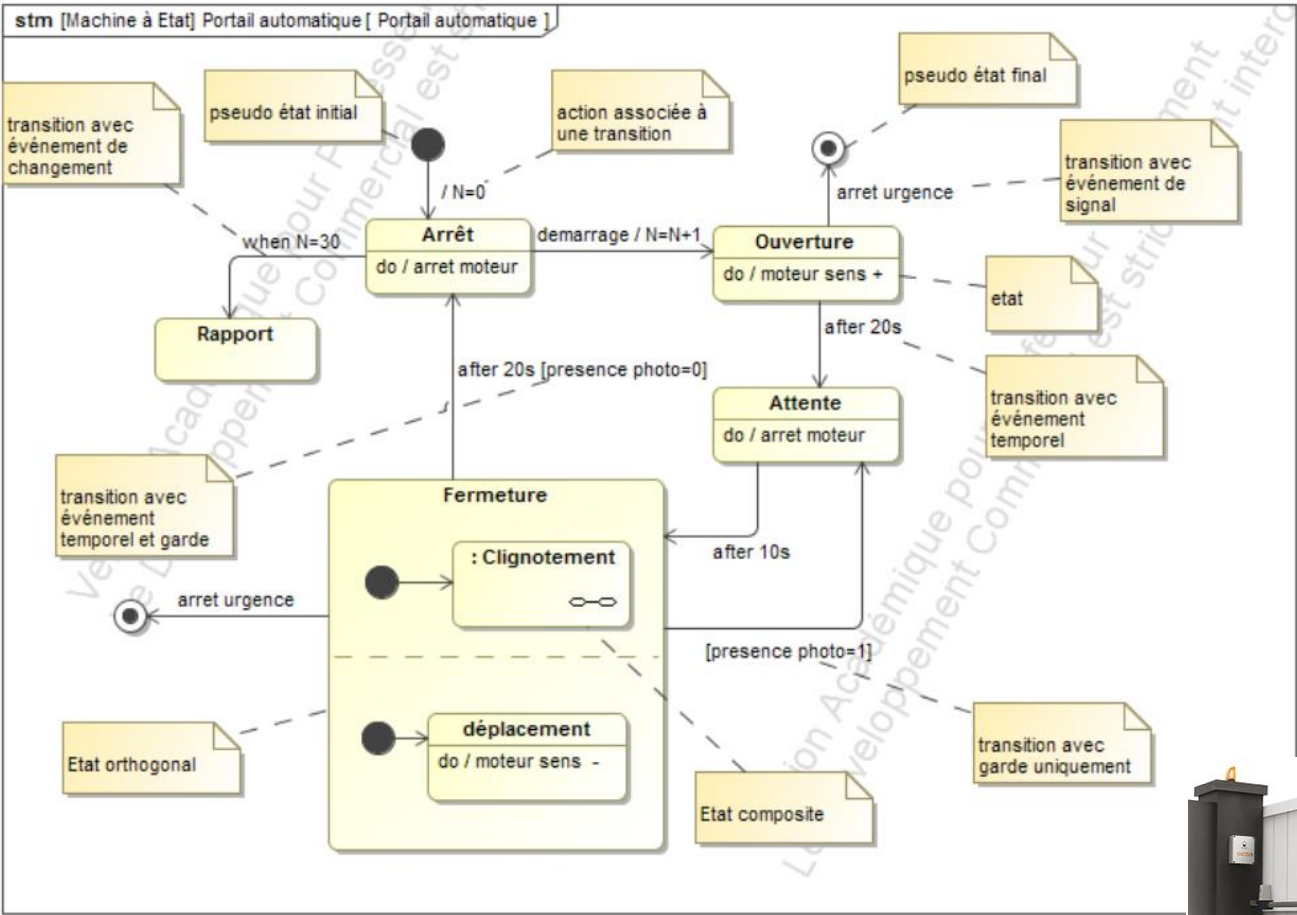 stm [Machine à Etat] Portail automatique [ Portail automatique ]
transition avec
événement de
changement
pseudo état initial
action associée à
une transition
pseudo état final
transition avec
événement de
signal
/ N=0
arret urgence
when N=30
Arrêt
do / arret moteur
demarrage / N=N+1
Ouverture
do / moteur sens +
etat
Rapport
after 20s
after 20s [presence photo=0]
transition avec
événement
temporel
Attente
do / arret moteur
transition avec
événement
temporel et garde
Fermeture
: Clignotement
after 10s
arret urgence
[presence photo=1]
déplacement
do / moteur sens -
Etat orthogonal
transition avec
garde uniquement
Etat composite